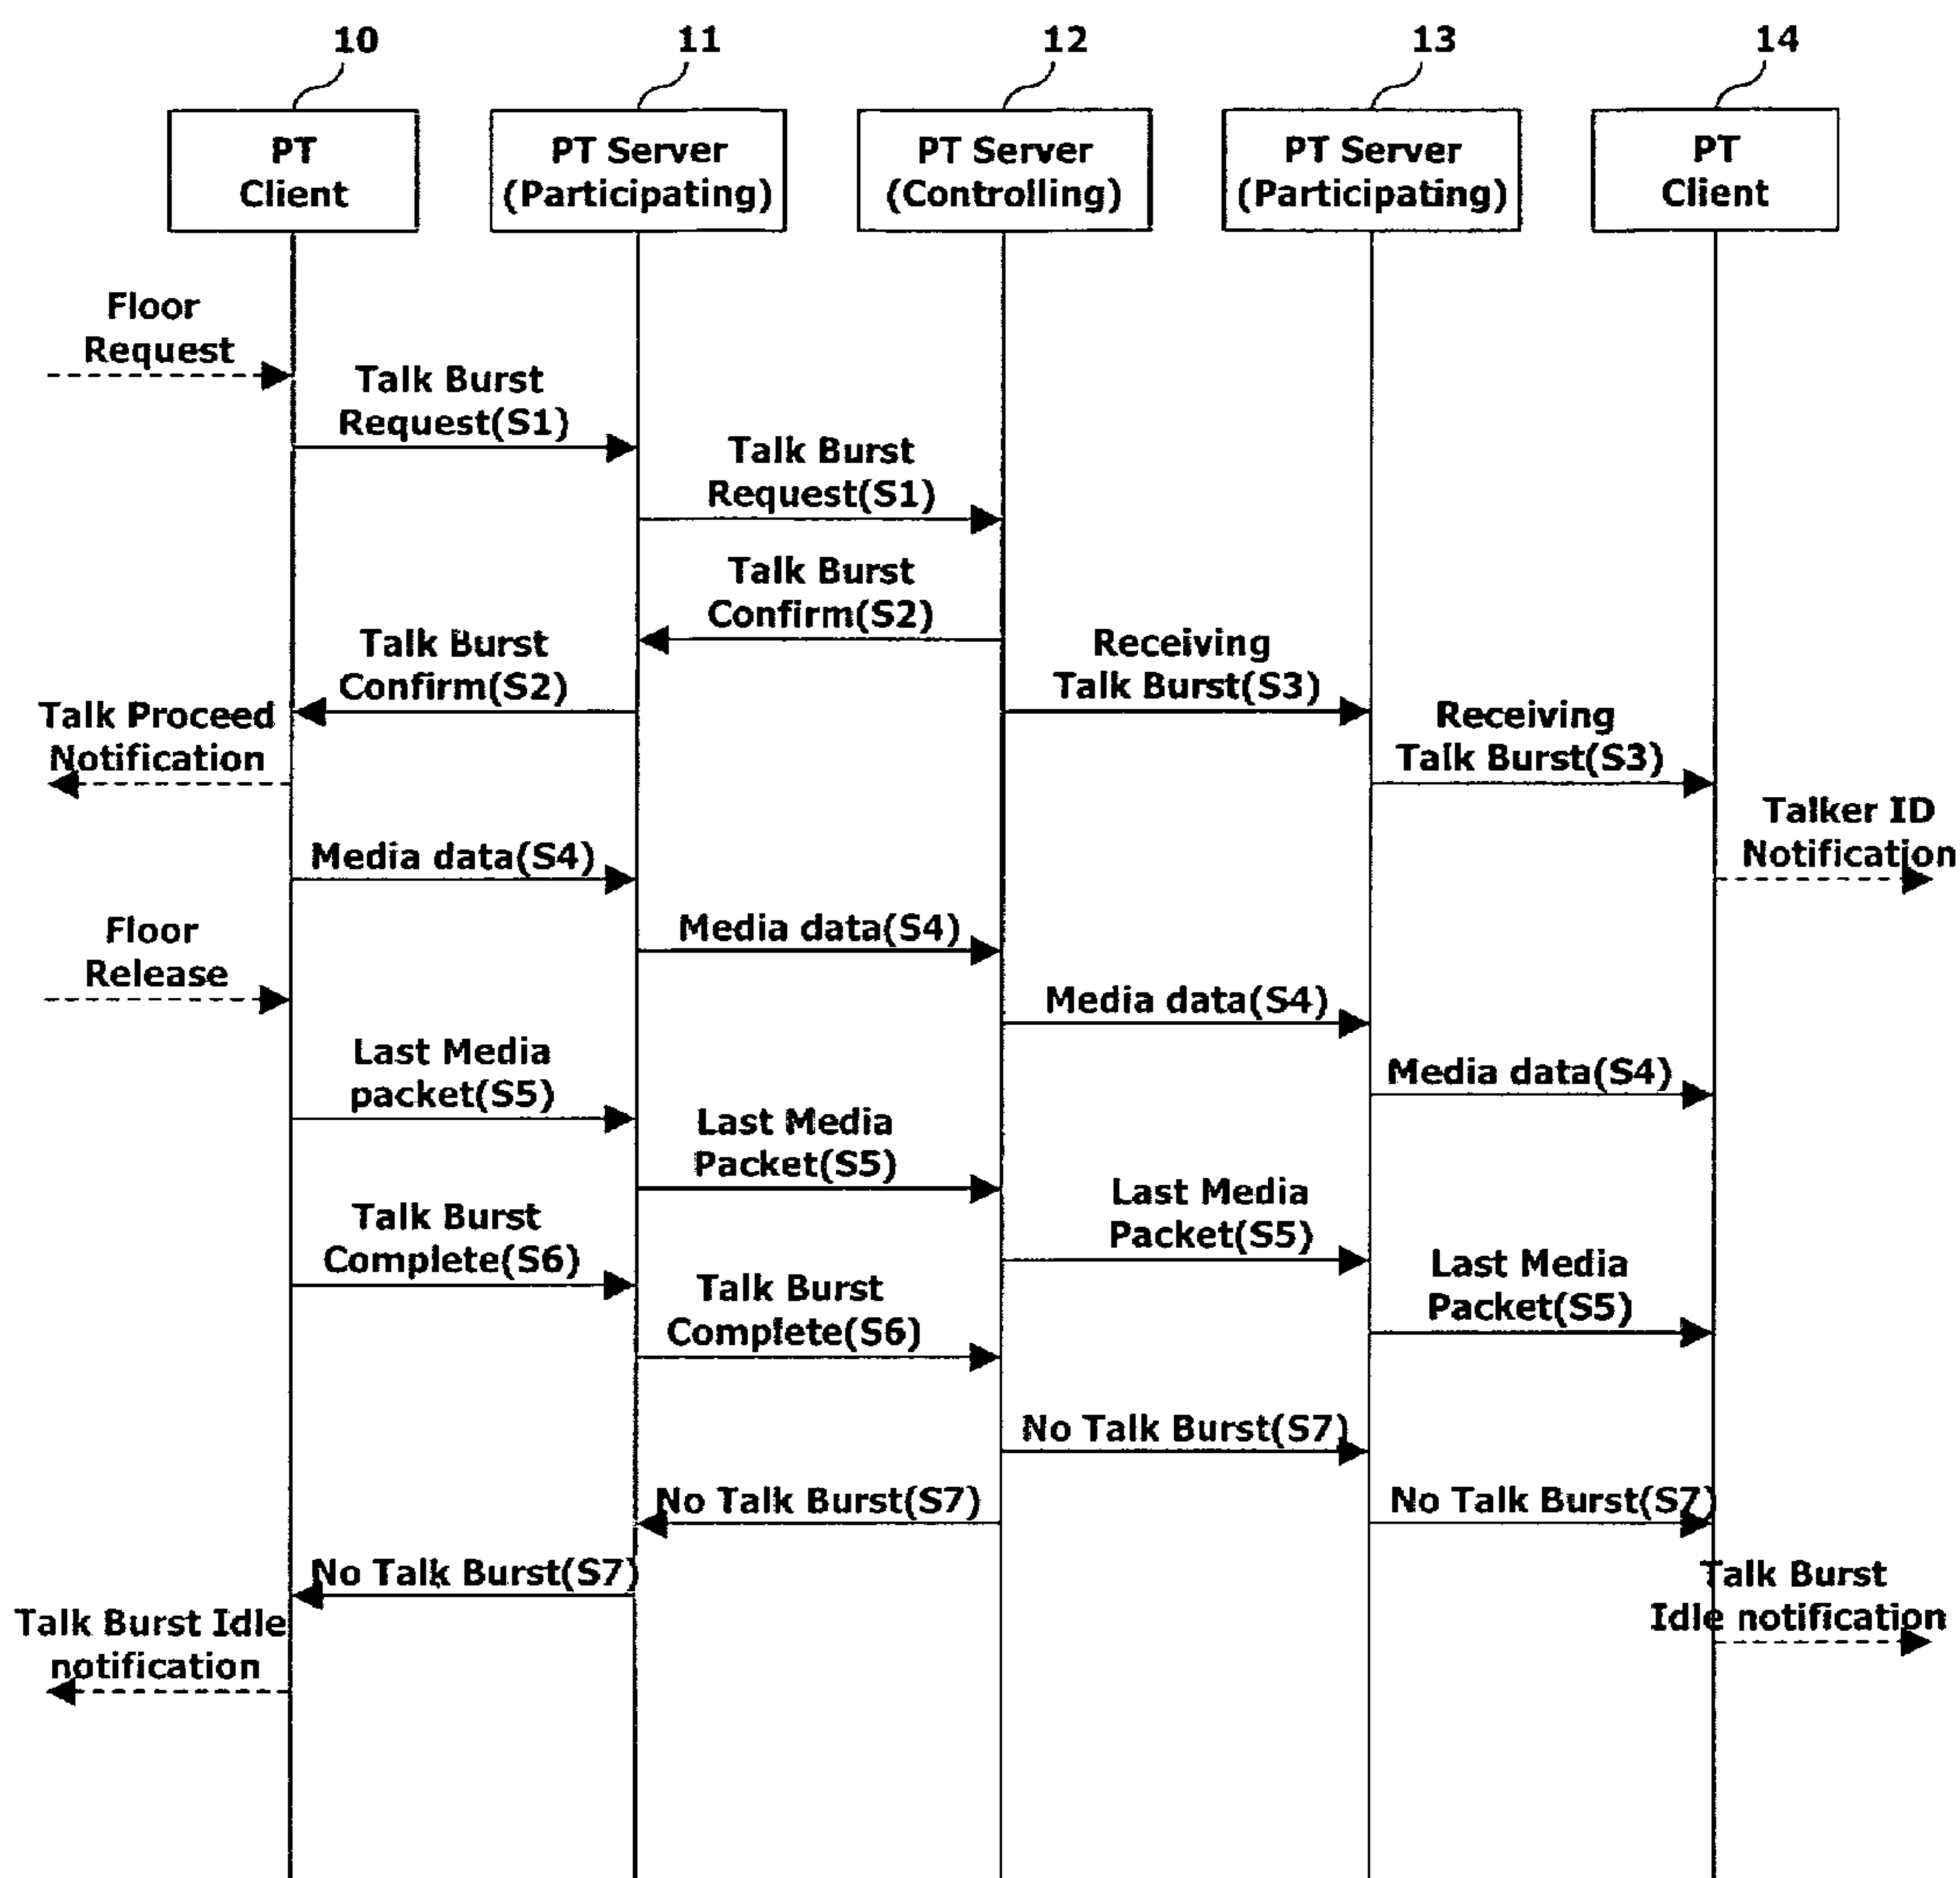 10
11
12
13
14
PT
Client
PT Server
(Participating)
PT Server
(Controlling)
PT Server
(Participating)
PT
Client
Floor
Request
Talk Burst
Request(S1)
Talk Burst
Request(S1)
Talk Burst
Confirm(S2)
Talk Burst
Confirm(S2)
Receiving
Talk Burst(S3)
Talk Proceed
Notification
Receiving
Talk Burst(S3)
Talker ID
Notification
Media data(S4)
Floor
Release
Media data(S4)
Media data(S4)
Media data(S4)
Last Media
packet(S5)
Last Media
Packet(S5)
Last Media
Packet(S5)
Last Media
Packet(S5)
Talk Burst
Complete(S6)
Talk Burst
Complete(S6)
No Talk Burst(S7)
No Talk Burst(S7)
No Talk Burst(S7)
No Talk Burst(S7)
Talk Burst Idle
notification
Talk Burst
Idle notification